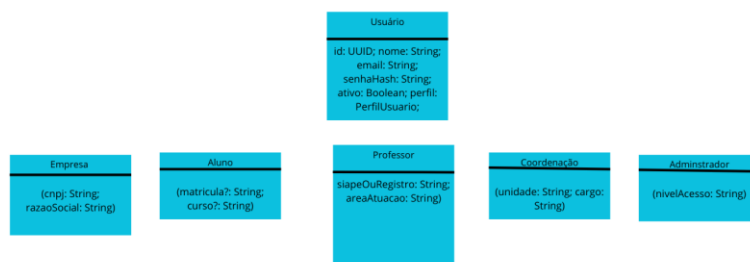 Usuário
id: UUID; nome: String;
email: String;
senhaHash: String;
ativo: Boolean; perfil:
PerfilUsuario;
Empresa
(cnpj: String;
razaoSocial: String)
Aluno
(matricula?: String;
curso?: String)
Professor
siapeOuRegistro: String;
areaAtuacao: String)
Coordenação
(unidade: String; cargo:
String)
Adminstrador
(nivelAcesso: String)